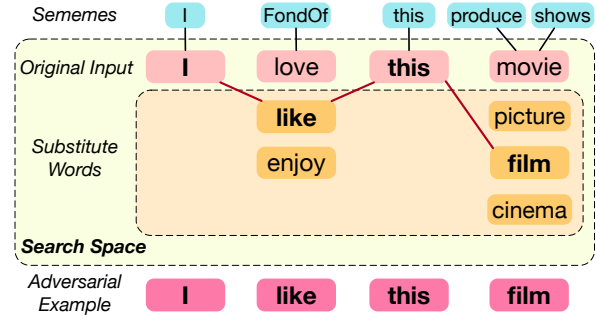 Sememes I FondOf this produce shows
Original Input I love this movie
like picture
Substitute Words enjoy film
cinema
Search Space
Adversarial Example I like this film